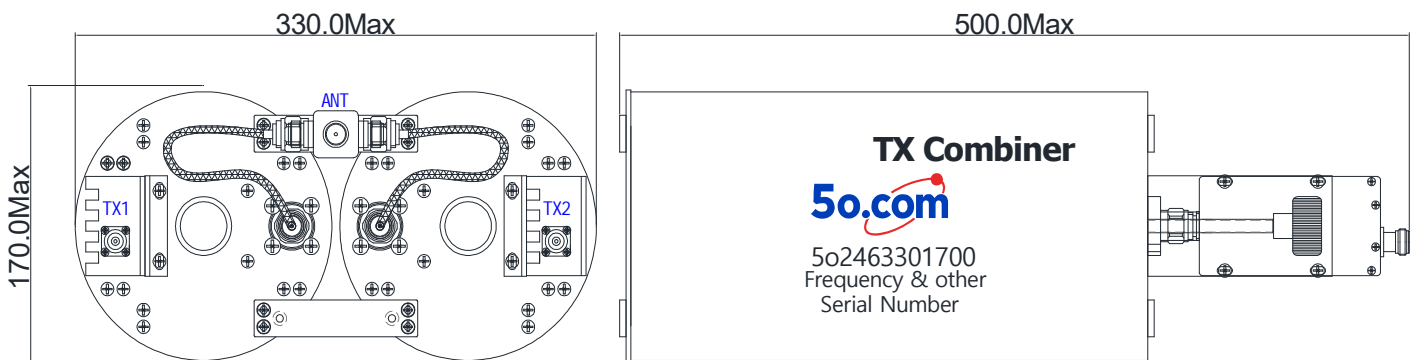 330.0Max
500.0Max
170.0Max
ANT
TX1
TX2
TX Combiner
5o.com
5o2463301700
Frequency & other
Serial Number